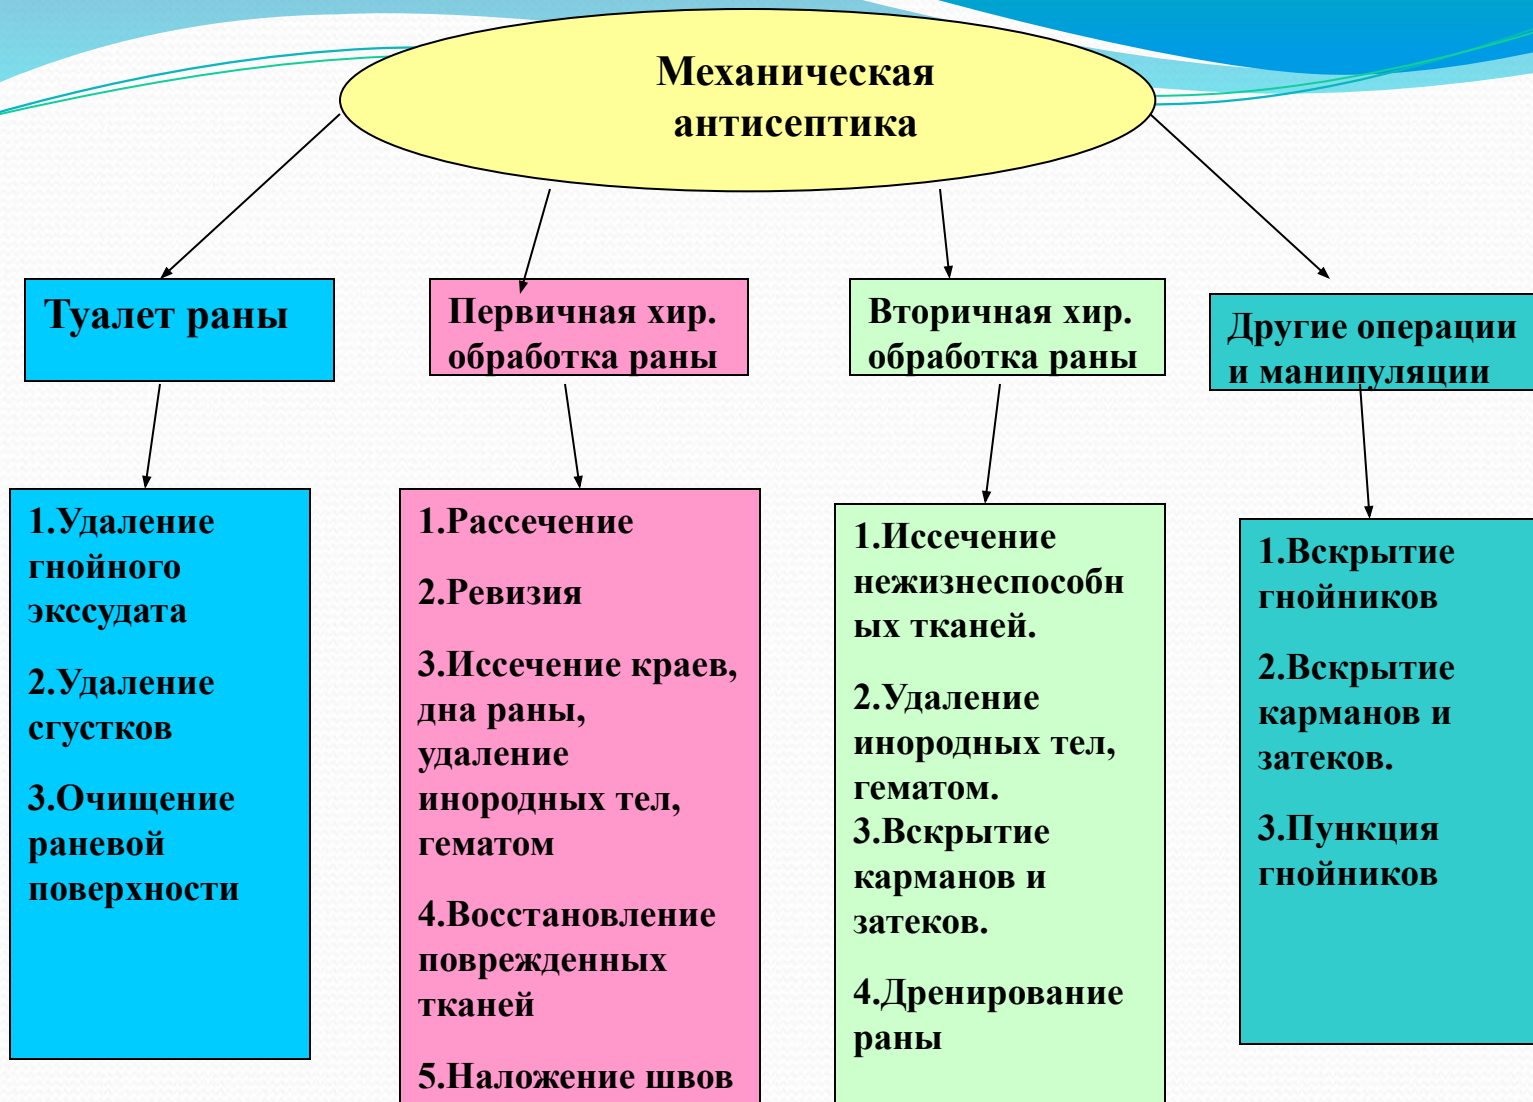 Механическая
антисептика
Туалет раны
Первичная хир.
обработка раны
Вторичная хир.
обработка раны
Другие операции
и манипуляции
1.Удаление
гнойного
экссудата
2.Удаление
сгустков
3.Очищение
раневой
поверхности
1.Рассечение
2.Ревизия
3.Иссечение краев,
дна раны,
удаление
инородных тел,
гематом
4.Восстановление
поврежденных
тканей
5.Наложение швов
1.Иссечение
нежизнеспособн
ых тканей.
2.Удаление
инородных тел,
гематом.
3.Вскрытие
карманов и
затеков.
4.Дренирование
раны
1.Вскрытие
гнойников
2.Вскрытие
карманов и
затеков.
3.Пункция
гнойников